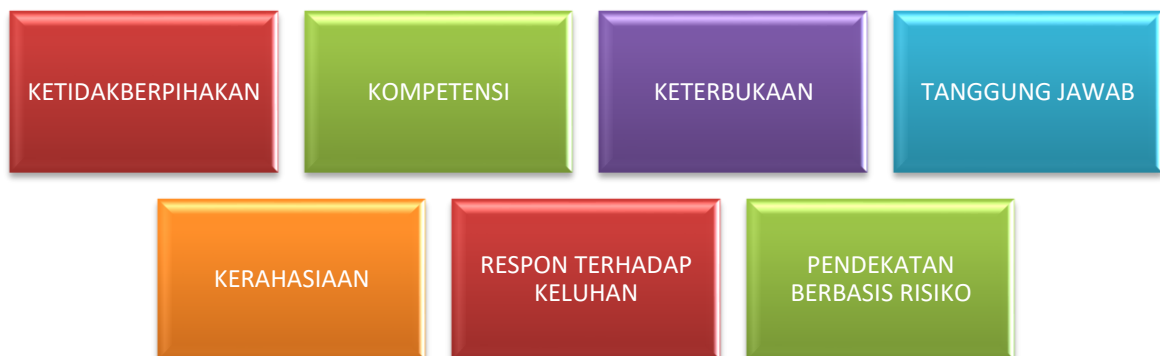 KETIDAKBERPIHAKAN
KOMPETENSI
KETERBUKAAN
TANGGUNG JAWAB
KERAHASIAAN
RESPON TERHADAP
KELUHAN
PENDEKATAN
BERBASIS RISIKO